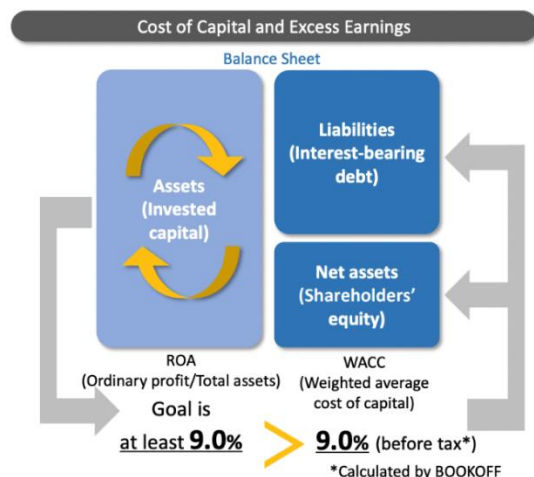 Cost of Capital and Excess Earnings
Balance Sheet
Assets
(Invested
capital)
Liabilities
(Interest-bearing
debt)
Net assets
(Shareholders’
equity)
ROA
(Ordinary profit/Total assets)
Goal is
at least 9.0%
WACC
(Weighted average
cost of capital)
> 9.0% (before tax*)
*Calculated by BOOKOFF